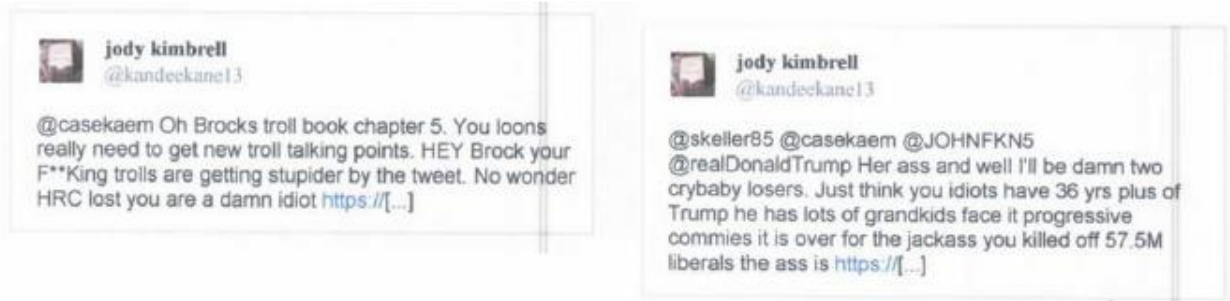 jody kimbrell
@kandeekane13
@casekaem Oh Brocks troll book chapter 5. You loons
really need to get new troll talking points. HEY Brock your
F**King trolls are getting stupider by the tweet. No wonder
HRC lost you are a damn idiot https://[...]
jody kimbrell
@kandeekane13
@skeller85 @casekaem @JOHNFKN5
@realDonaldTrump Her ass and well I'll be damn two
crybaby losers. Just think you idiots have 36 yrs plus of
Trump he has lots of grandkids face it progressive
commies it is over for the jackass you killed off 57.5M
liberals the ass is https://[...]